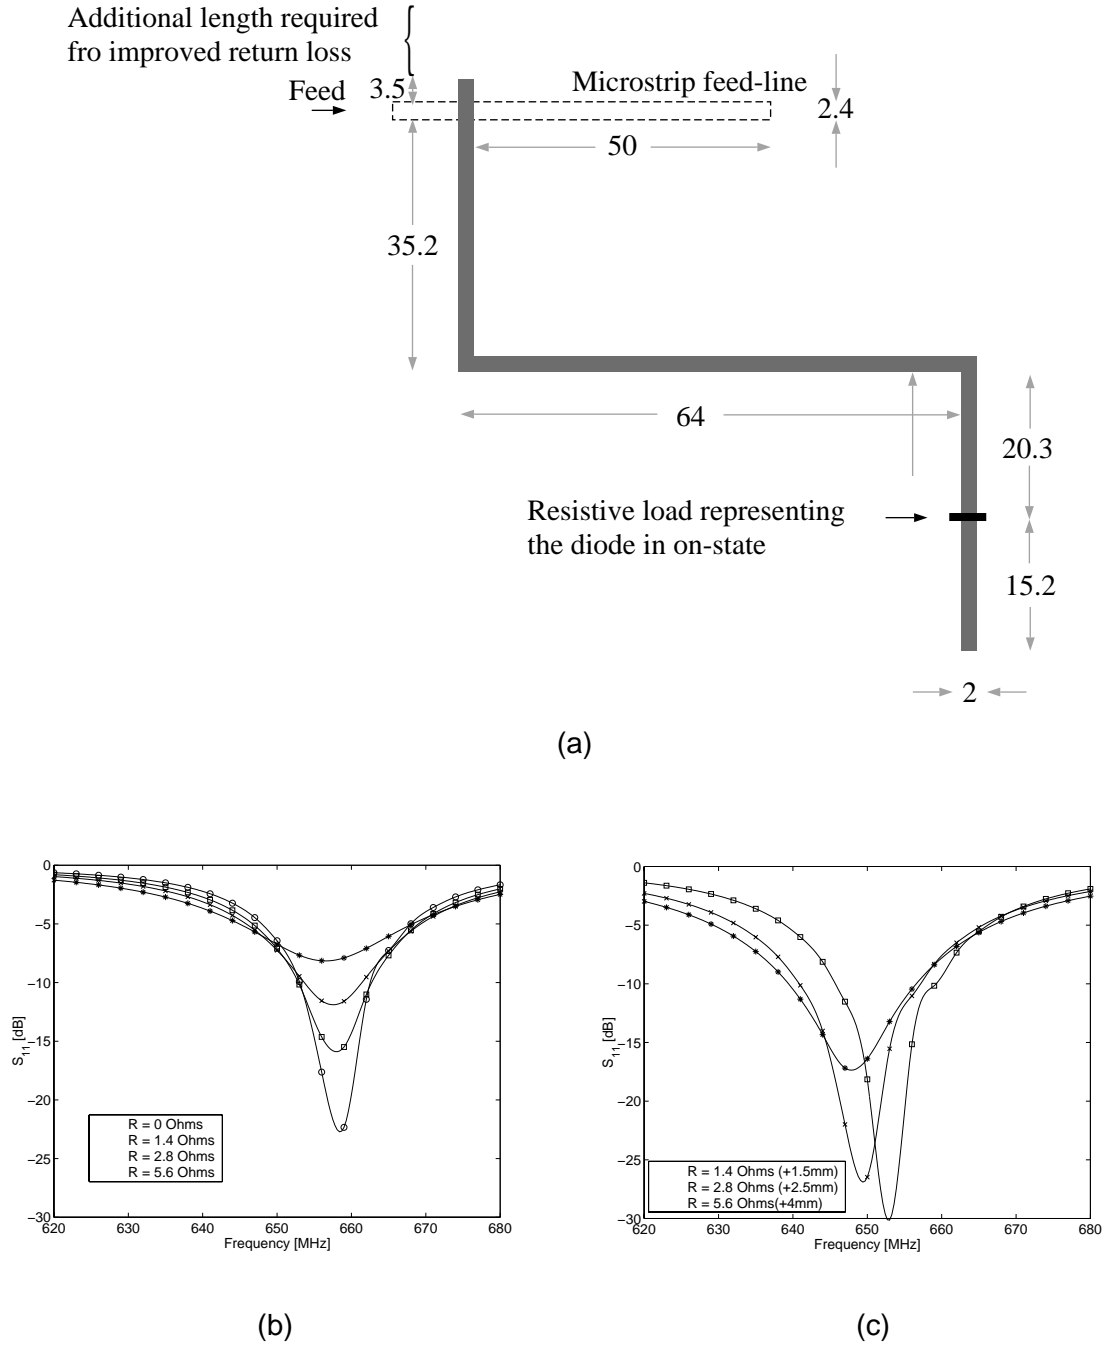 Additional length required
fro improved return loss
Feed
3.5
Microstrip feed-line
2.4
50
35.2
64
20.3
Resistive load representing
the diode in on-state
15.2
2
(a)
0
−5
−10
−15
−20
−25
−30
S11 [dB]
R = 0 Ohms
R = 1.4 Ohms
R = 2.8 Ohms
R = 5.6 Ohms
620 630 640 650 660 670 680
Frequency [MHz]
(b)
0
−5
−10
−15
−20
−25
−30
S11 [dB]
R = 1.4 Ohms (+1.5mm)
R = 2.8 Ohms (+2.5mm)
R = 5.6 Ohms(+4mm)
620 630 640 650 660 670 680
Frequency [MHz]
(c)